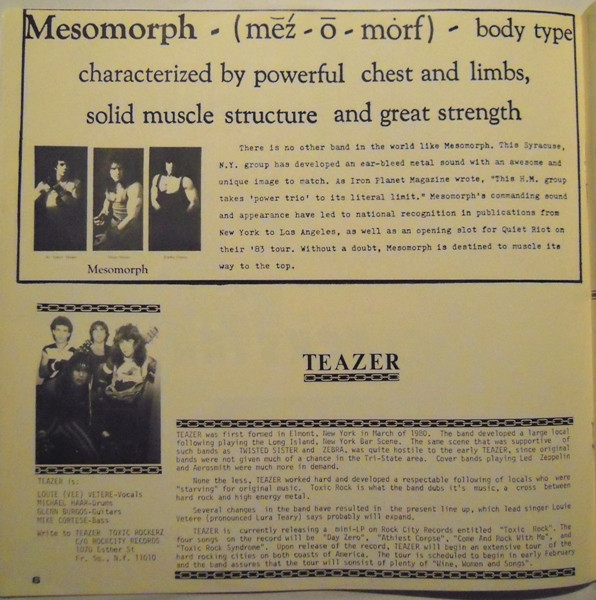 Mesomorph - (mēź - ō - mȯrf) - body type
characterized by powerful chest and limbs,
solid muscle structure and great strength
There is no other band in the world like Mesomorph. This Syracuse,
N.Y. group has developed an ear-bleed metal sound with an awesome and
unique image to match. As Iron Planet Magazine wrote, "This H.M. group
takes 'power trio' to its literal limit." Mesomorph's commanding sound
and appearance have led to national recognition in publications from
New York to Los Angeles, as well as an opening slot for Quiet Riot on
their '83 tour. Without a doubt, Mesomorph is destined to muscle its
way to the top.
Mesomorph
TEAZER
TEAZER was first formed in Elmont, New York in March of 1980. The band developed a large local
following playing the Long Island, New York Bar Scene. The same scene that was supportive of
such bands as TWISTED SISTER and ZEBRA, was quite hostile to the early TEAZER, since original
bands were not given much of a chance in the Tri-State area. Cover bands playing Led Zeppelin
and Aerosmith were much more in demand.
None the less, TEAZER worked hard and developed a respectable following of locals who were
"starving" for original music. Toxic Rock is what the band dubs it's music, a cross between
hard rock and high energy metal.
Several changes in the band have resulted in the present line up, which lead singer Louie
Vetere (pronounced Lura Teary) says probably will expand.
TEAZER is currently releasing a mini-LP on Rock City Records entitled "Toxic Rock". The
four songs on the record will be "Day Zero", "Athiest Corpse", "Come And Rock With Me", and
"Toxic Rock Syndrome". Upon release of the record, TEAZER will begin an extensive tour of the
hard rocking cities on both coasts of America. The tour is scheduled to begin in early February
and the band assures that the tour will consist of plenty of "Wine, Women and Songs".
TEAZER is:
LOUIE (VEE) VETERE-Vocals
MICHAEL HARR-Drums
GLENN BURGOS-Guitars
MIKE CORTESE-Bass
Write to TEAZER TOXIC ROCKERZ
C/O ROCKCITY RECORDS
1076 Esther St
Fr. Sq., N.Y. 11010
6